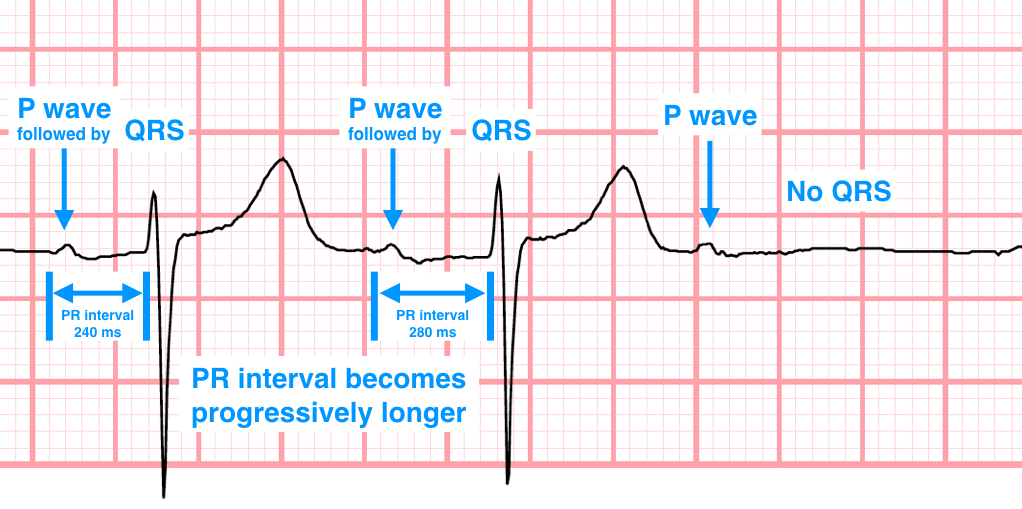 P wave
followed by
QRS
P wave
followed by
QRS
P wave
No QRS
PR interval
240 ms
PR interval
280 ms
PR interval becomes
progressively longer